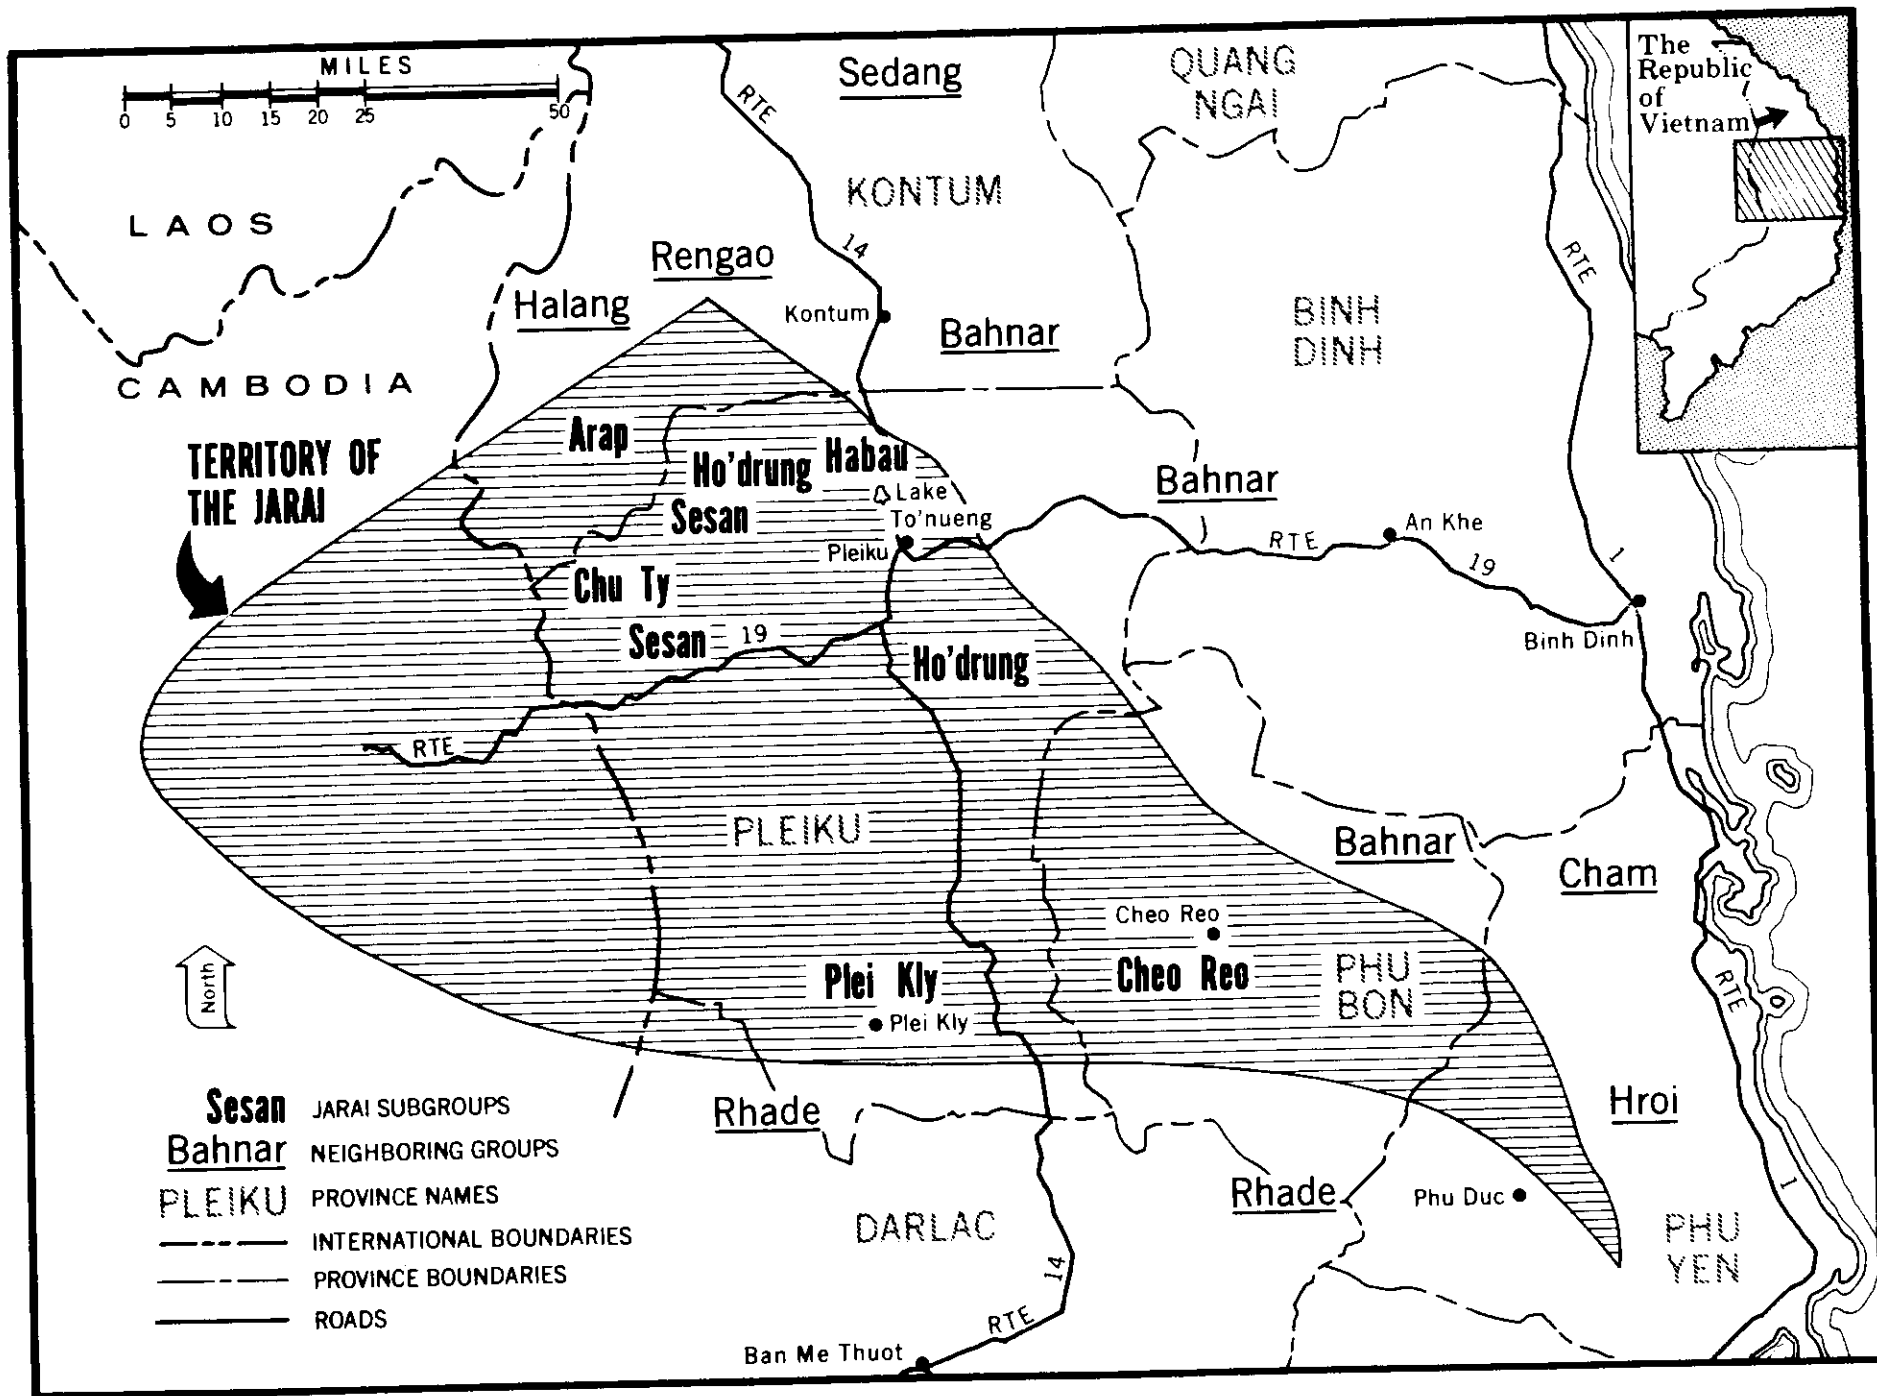 MILES
0 5 10 15 20 25 50
The
Republic
of
Vietnam
Sedang
QUANG
NGAI
RTE
KONTUM
LAOS
14
Rengao
RTE
Halang
Kontum
Bahnar
BINH
DINH
CAMBODIA
TERRITORY OF
THE JARAI
Arap
Ho'drung
Habau
Sesan
Lake
To'nueng
Bahnar
Pleiku
RTE
An Khe
19
1
Chu Ty
Sesan
19
Ho'drung
Binh Dinh
RTE
PLEIKU
Bahnar
Cham
Cheo Reo
Cheo Reo
PHU
BON
Plei Kly
Plei Kly
North
RTE
Rhade
Hroi
Rhade
Phu Duc
1
DARLAC
PHU
YEN
14
RTE
Ban Me Thuot
Sesan JARAI SUBGROUPS
Bahnar NEIGHBORING GROUPS
PLEIKU PROVINCE NAMES
INTERNATIONAL BOUNDARIES
PROVINCE BOUNDARIES
ROADS